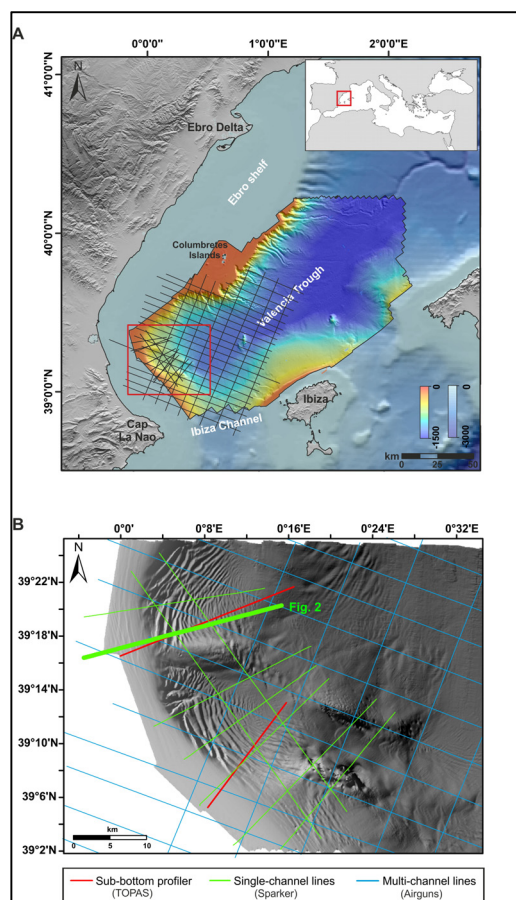 A
0°0'0"
1°0'0"
2°0'0"
41°0'0"N
40°0'0"N
39°0'0"N
N
Ebro Delta
Ebro shelf
Columbretes
Islands
Valencia Trough
Ibiza
Ibiza Channel
Cap
La Nao
0
0
-1500
-3000
km
0
25
50
B
N
0°0'
0°8'E
0°16'E
0°24'E
0°32'E
39°22'N
39°18'N
39°14'N
39°10'N
39°6'N
39°2'N
Fig. 2
km
0 5 10
Sub-bottom profiler
(TOPAS)
Single-channel lines
(Sparker)
Multi-channel lines
(Airguns)